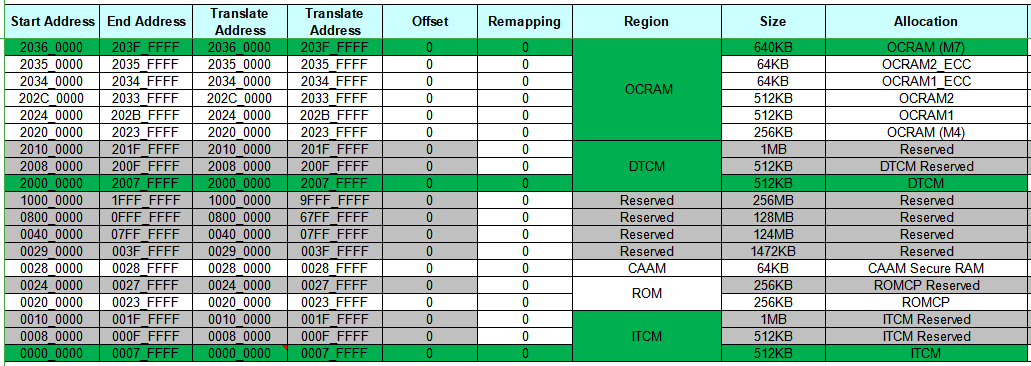 Start Address End Address Translate Address Translate Address Offset Remapping Region Size Allocation
2036_0000 203F_FFFF 2036_0000 203F_FFFF 0 0 OCRAM 640KB OCRAM (M7)
2035_0000 2035_FFFF 2035_0000 2035_FFFF 0 0 64KB OCRAM2_ECC
2034_0000 2034_FFFF 2034_0000 2034_FFFF 0 0 64KB OCRAM1_ECC
202C_0000 2033_FFFF 202C_0000 2033_FFFF 0 0 512KB OCRAM2
2024_0000 202B_FFFF 2024_0000 202B_FFFF 0 0 512KB OCRAM1
2020_0000 2023_FFFF 2020_0000 2023_FFFF 0 0 256KB OCRAM (M4)
2010_0000 201F_FFFF 2010_0000 201F_FFFF 0 0 DTCM 1MB Reserved
2008_0000 200F_FFFF 2008_0000 200F_FFFF 0 0 512KB DTCM Reserved
2000_0000 2007_FFFF 2000_0000 2007_FFFF 0 0 512KB DTCM
1000_0000 1FFF_FFFF 1000_0000 9FFF_FFFF 0 0 Reserved 256MB Reserved
0800_0000 0FFF_FFFF 0800_0000 67FF_FFFF 0 0 Reserved 128MB Reserved
0040_0000 07FF_FFFF 0040_0000 07FF_FFFF 0 0 Reserved 124MB Reserved
0029_0000 003F_FFFF 0029_0000 003F_FFFF 0 0 Reserved 1472KB Reserved
0028_0000 0028_FFFF 0028_0000 0028_FFFF 0 0 CAAM 64KB CAAM Secure RAM
0024_0000 0027_FFFF 0024_0000 0027_FFFF 0 0 ROM 256KB ROMCP Reserved
0020_0000 0023_FFFF 0020_0000 0023_FFFF 0 0 256KB ROMCP
0010_0000 001F_FFFF 0010_0000 001F_FFFF 0 0 ITCM 1MB ITCM Reserved
0008_0000 000F_FFFF 0008_0000 000F_FFFF 0 0 512KB ITCM Reserved
0000_0000 0007_FFFF 0000_0000 0007_FFFF 0 0 512KB ITCM